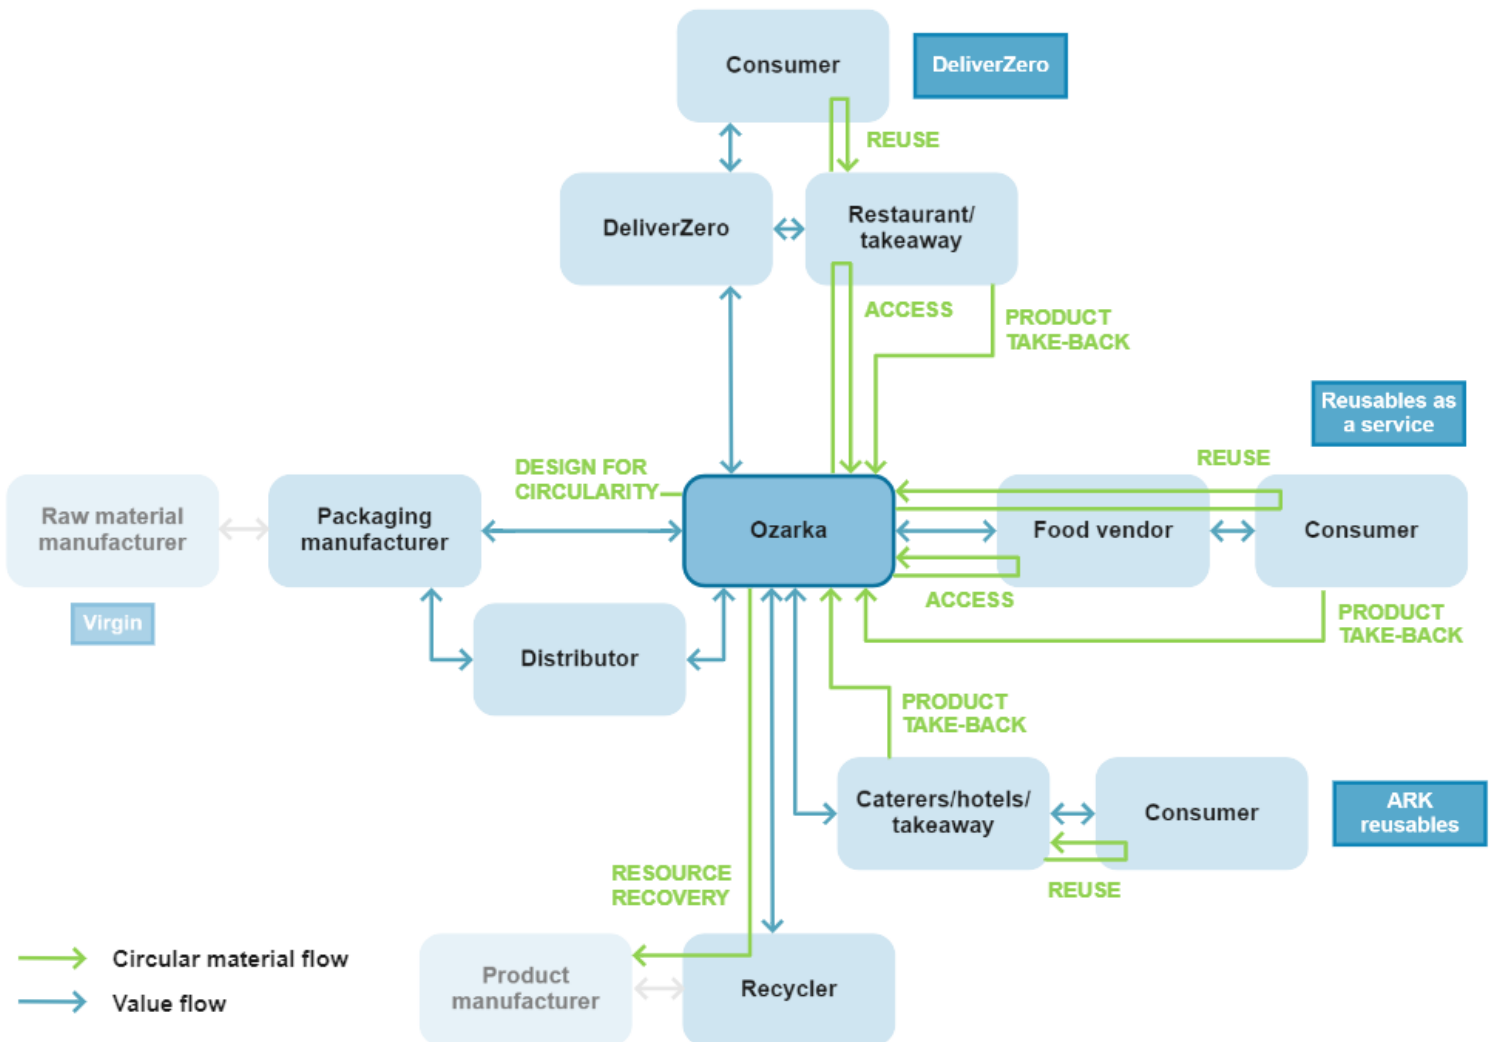 Consumer
DeliverZero
REUSE
DeliverZero
Restaurant/
takeaway
ACCESS
PRODUCT
TAKE-BACK
Reusables as
a service
DESIGN FOR
CIRCULARITY
REUSE
Raw material
manufacturer
Packaging
manufacturer
Ozarka
Food vendor
Consumer
ACCESS
Virgin
Distributor
PRODUCT
TAKE-BACK
PRODUCT
TAKE-BACK
Caterers/hotels/
takeaway
Consumer
ARK
reusables
RESOURCE
RECOVERY
REUSE
Circular material flow
Value flow
Product
manufacturer
Recycler